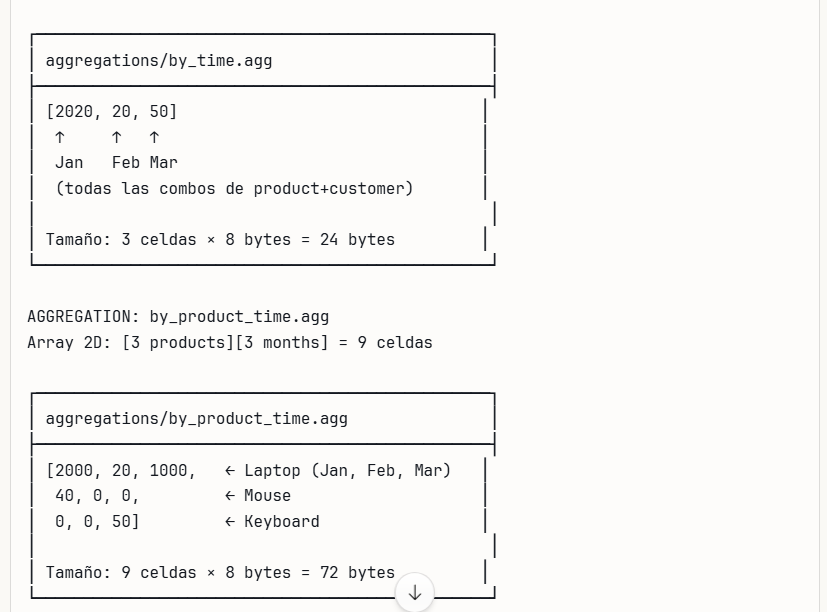 aggregations/by_time.agg
[2020, 20, 50]
↑ ↑ ↑
Jan Feb Mar
(todas las combos de product+customer)
Tamaño: 3 celdas × 8 bytes = 24 bytes
AGGREGATION: by_product_time.agg
Array 2D: [3 products][3 months] = 9 celdas
aggregations/by_product_time.agg
[2000, 20, 1000, ← Laptop (Jan, Feb, Mar)
40, 0, 0, ← Mouse
0, 0, 50] ← Keyboard
Tamaño: 9 celdas × 8 bytes = 72 bytes